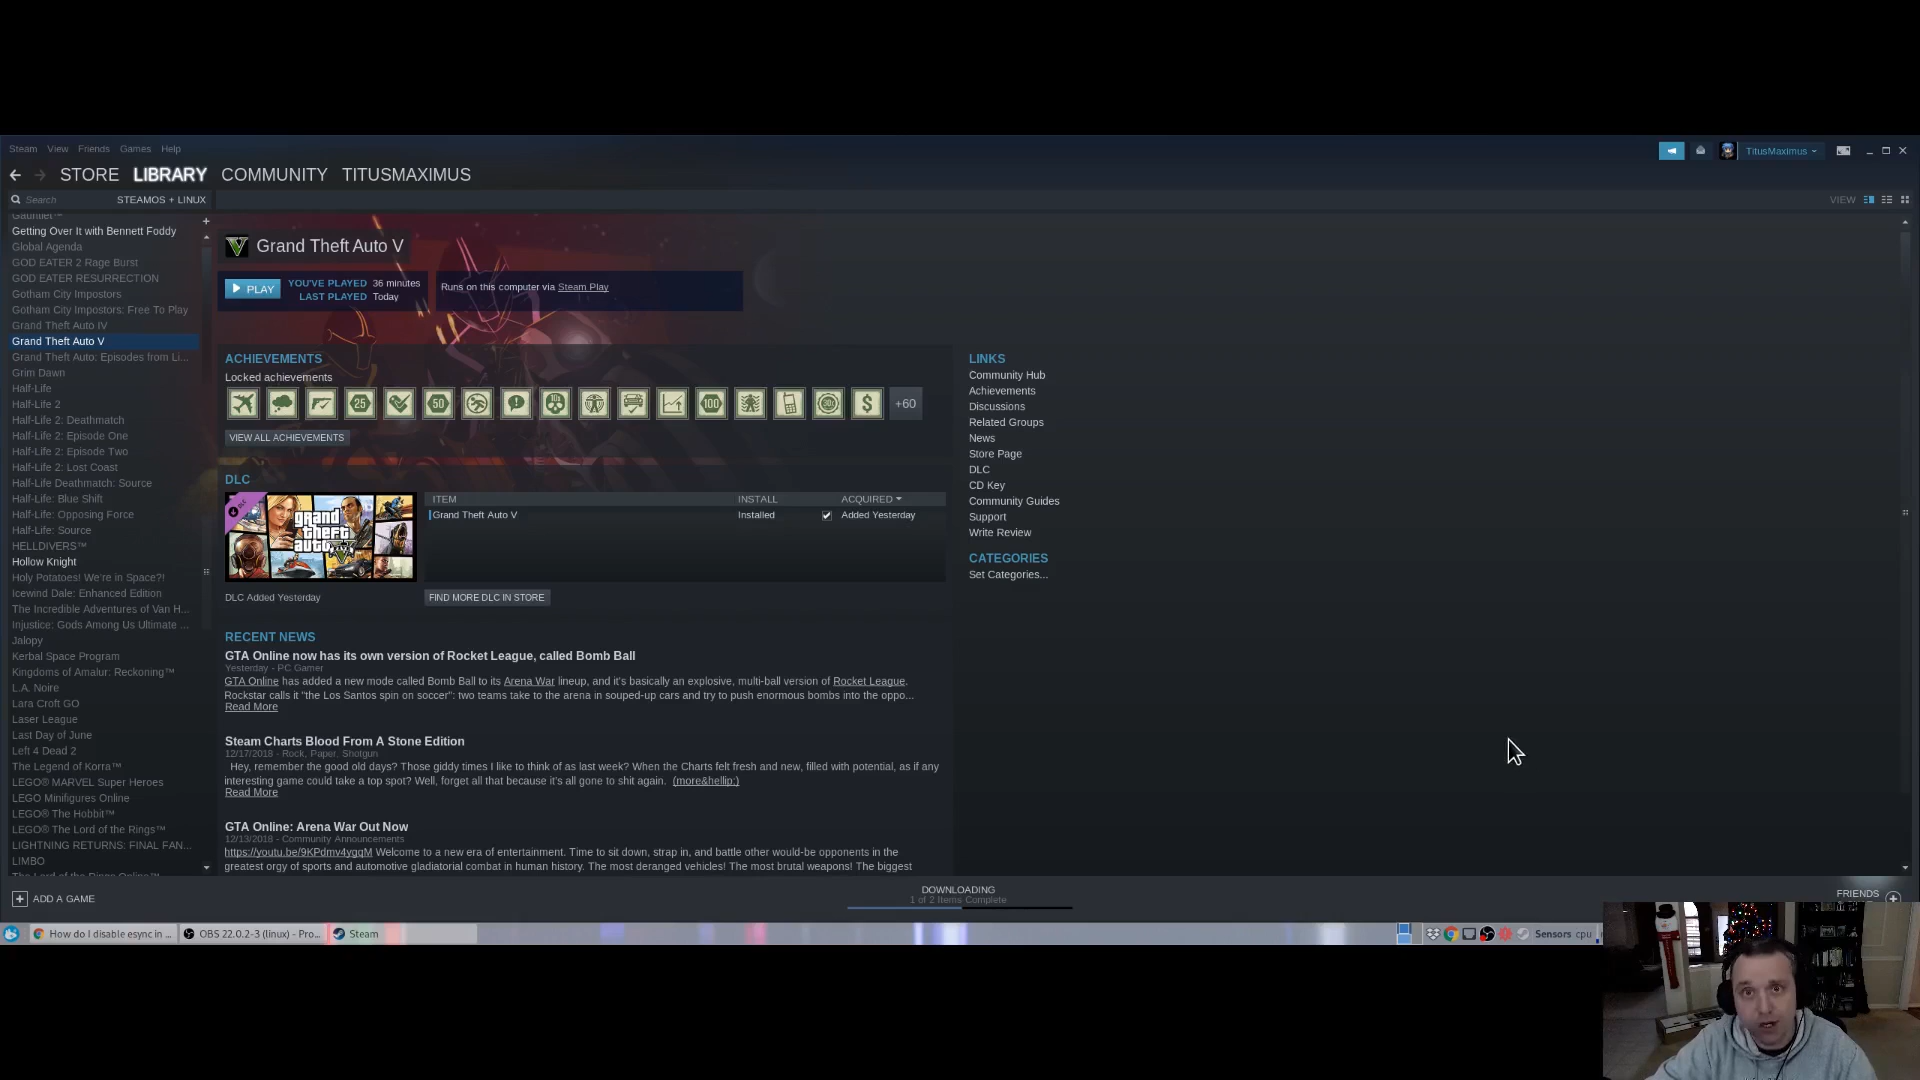 Steam View Friends Games Help
TitusMaximus
STORE LIBRARY COMMUNITY TITUSMAXIMUS
Search STEAMOS + LINUX
VIEW
Gauntlet™
Getting Over It with Bennett Foddy
Global Agenda
GOD EATER 2 Rage Burst
GOD EATER RESURRECTION
Gotham City Impostors
Gotham City Impostors: Free To Play
Grand Theft Auto IV
Grand Theft Auto V
Grand Theft Auto: Episodes from Li...
Grim Dawn
Half-Life
Half-Life 2
Half-Life 2: Deathmatch
Half-Life 2: Episode One
Half-Life 2: Episode Two
Half-Life 2: Lost Coast
Half-Life Deathmatch: Source
Half-Life: Blue Shift
Half-Life: Opposing Force
Half-Life: Source
HELLDIVERS™
Hollow Knight
Holy Potatoes! We're in Space?!
Icewind Dale: Enhanced Edition
The Incredible Adventures of Van H...
Injustice: Gods Among Us Ultimate ...
Jalopy
Kerbal Space Program
Kingdoms of Amalur: Reckoning™
L.A. Noire
Lara Croft GO
Laser League
Last Day of June
Left 4 Dead 2
The Legend of Korra™
LEGO® MARVEL Super Heroes
LEGO Minifigures Online
LEGO® The Hobbit™
LEGO® The Lord of the Rings™
LIGHTNING RETURNS: FINAL FAN...
LIMBO
The Lord of the Rings Online™
Grand Theft Auto V
PLAY
YOU'VE PLAYED 36 minutes
LAST PLAYED Today
Runs on this computer via Steam Play
ACHIEVEMENTS
Locked achievements
25
50
10k
100
30k
$
+60
VIEW ALL ACHIEVEMENTS
DLC
DLC
grand
theft
auto
V
ITEM INSTALL ACQUIRED
Grand Theft Auto V Installed Added Yesterday
DLC Added Yesterday
FIND MORE DLC IN STORE
RECENT NEWS
GTA Online now has its own version of Rocket League, called Bomb Ball
Yesterday - PC Gamer
GTA Online has added a new mode called Bomb Ball to its Arena War lineup, and it's basically an explosive, multi-ball version of Rocket League.
Rockstar calls it "the Los Santos spin on soccer": two teams take to the arena in souped-up cars and try to push enormous bombs into the oppo...
Read More
Steam Charts Blood From A Stone Edition
12/17/2018 - Rock, Paper, Shotgun
Hey, remember the good old days? Those giddy times I like to think of as last week? When the Charts felt fresh and new, filled with potential, as if any
interesting game could take a top spot? Well, forget all that because it's all gone to shit again. (more&hellip;)
Read More
GTA Online: Arena War Out Now
12/13/2018 - Community Announcements
https://youtu.be/9KPdmv4ygqM Welcome to a new era of entertainment. Time to sit down, strap in, and battle other would-be opponents in the
greatest orgy of sports and automotive gladiatorial combat in human history. The most deranged vehicles! The most brutal weapons! The biggest
LINKS
Community Hub
Achievements
Discussions
Related Groups
News
Store Page
DLC
CD Key
Community Guides
Support
Write Review
CATEGORIES
Set Categories...
ADD A GAME
DOWNLOADING
1 of 2 Items Complete
FRIENDS
How do I disable esync in ...
OBS 22.0.2-3 (linux) - Pro...
Steam
Sensors cpu